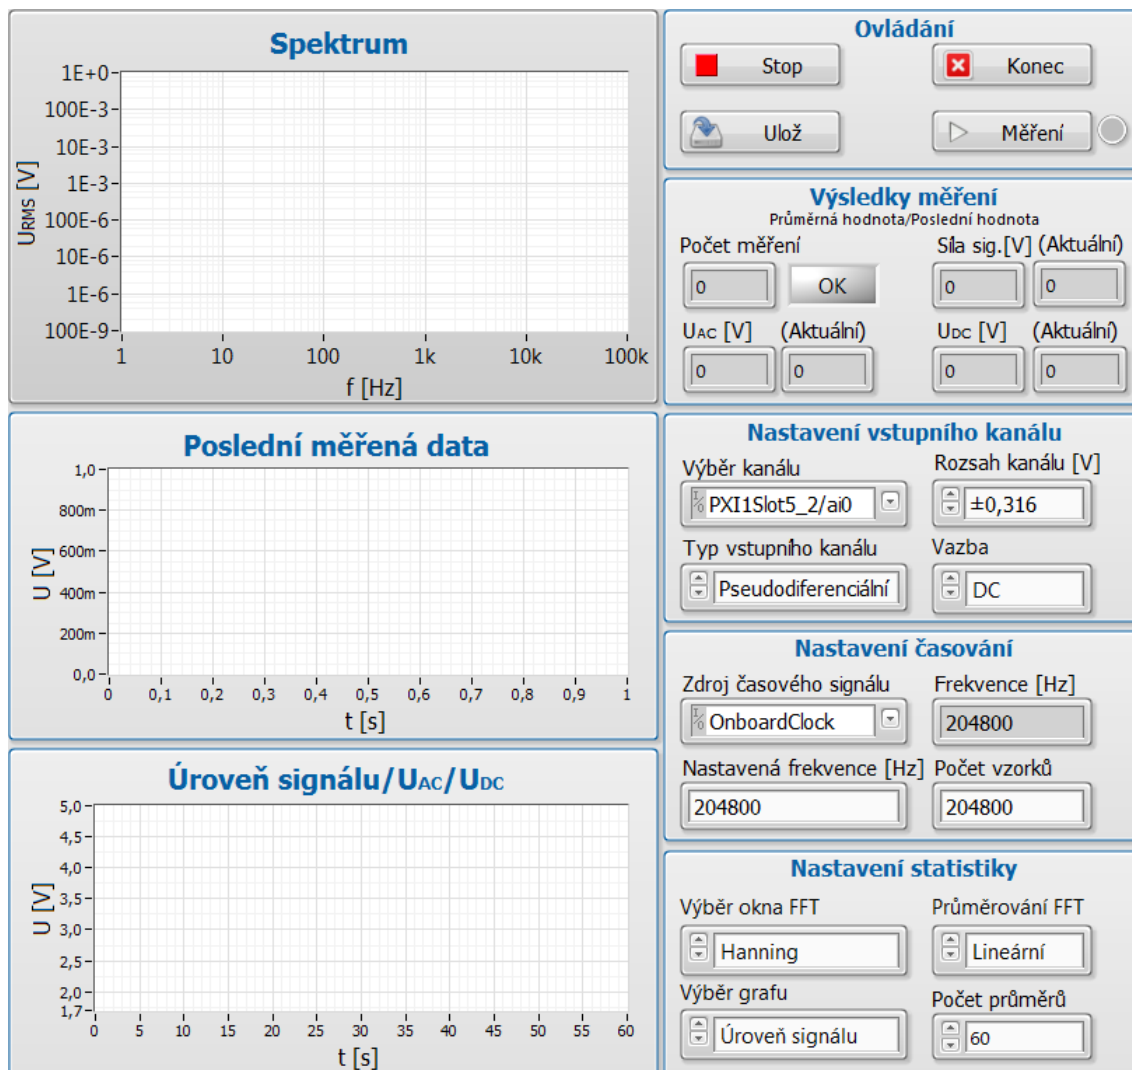 Spektrum
1E+0
100E-3
10E-3
1E-3
100E-6
10E-6
1E-6
100E-9
URMS [V]
1 10 100 1k 10k 100k
f [Hz]
Poslední měřená data
1,0
800m
600m
400m
200m
0,0
U [V]
0 0,1 0,2 0,3 0,4 0,5 0,6 0,7 0,8 0,9 1
t [s]
Úroveň signálu/UAC/UDC
5,0
4,5
4,0
3,5
3,0
2,5
2,0
1,7
U [V]
0 5 10 15 20 25 30 35 40 45 50 55 60
t [s]
Ovládání
Stop Konec
Ulož Měření
Výsledky měření
Průměrná hodnota/Poslední hodnota
Počet měření Síla sig.[V] (Aktuální)
0 OK 0 0
UAC [V] (Aktuální) UDC [V] (Aktuální)
0 0 0 0
Nastavení vstupního kanálu
Výběr kanálu Rozsah kanálu [V]
I/0 PXI1Slot5_2/ai0 ±0,316
Typ vstupního kanálu Vazba
Pseudodiferenciální DC
Nastavení časování
Zdroj časového signálu Frekvence [Hz]
I/0 OnboardClock 204800
Nastavená frekvence [Hz] Počet vzorků
204800 204800
Nastavení statistiky
Výběr okna FFT Průměrování FFT
Hanning Lineární
Výběr grafu Počet průměrů
Úroveň signálu 60